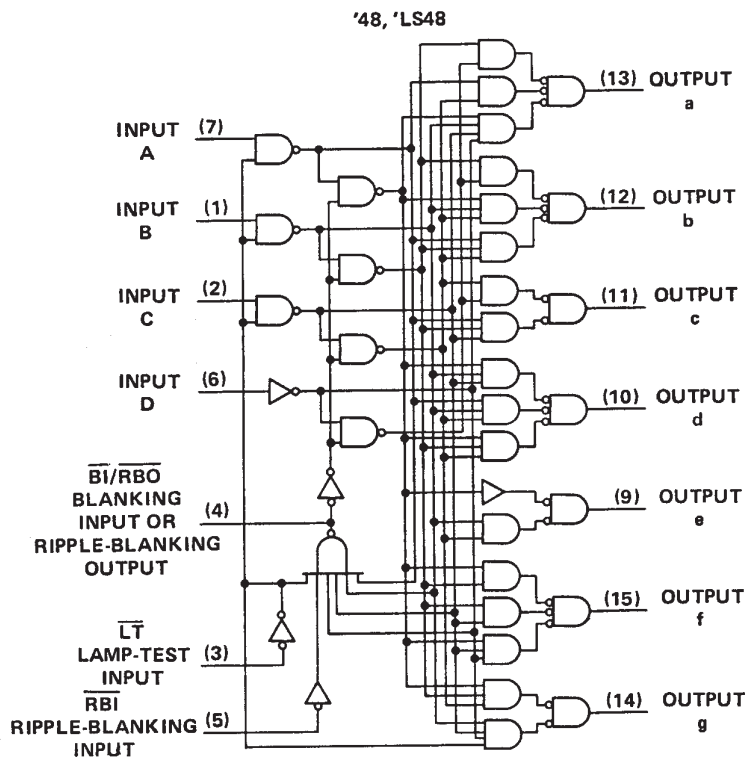 '48, 'LS48
INPUT A (7)
INPUT B (1)
INPUT C (2)
INPUT D (6)
BI/RBO
BLANKING
INPUT OR (4)
RIPPLE-BLANKING
OUTPUT
LT
LAMP-TEST (3)
INPUT
RBI
RIPPLE-BLANKING (5)
INPUT
(13) OUTPUT a
(12) OUTPUT b
(11) OUTPUT c
(10) OUTPUT d
(9) OUTPUT e
(15) OUTPUT f
(14) OUTPUT g